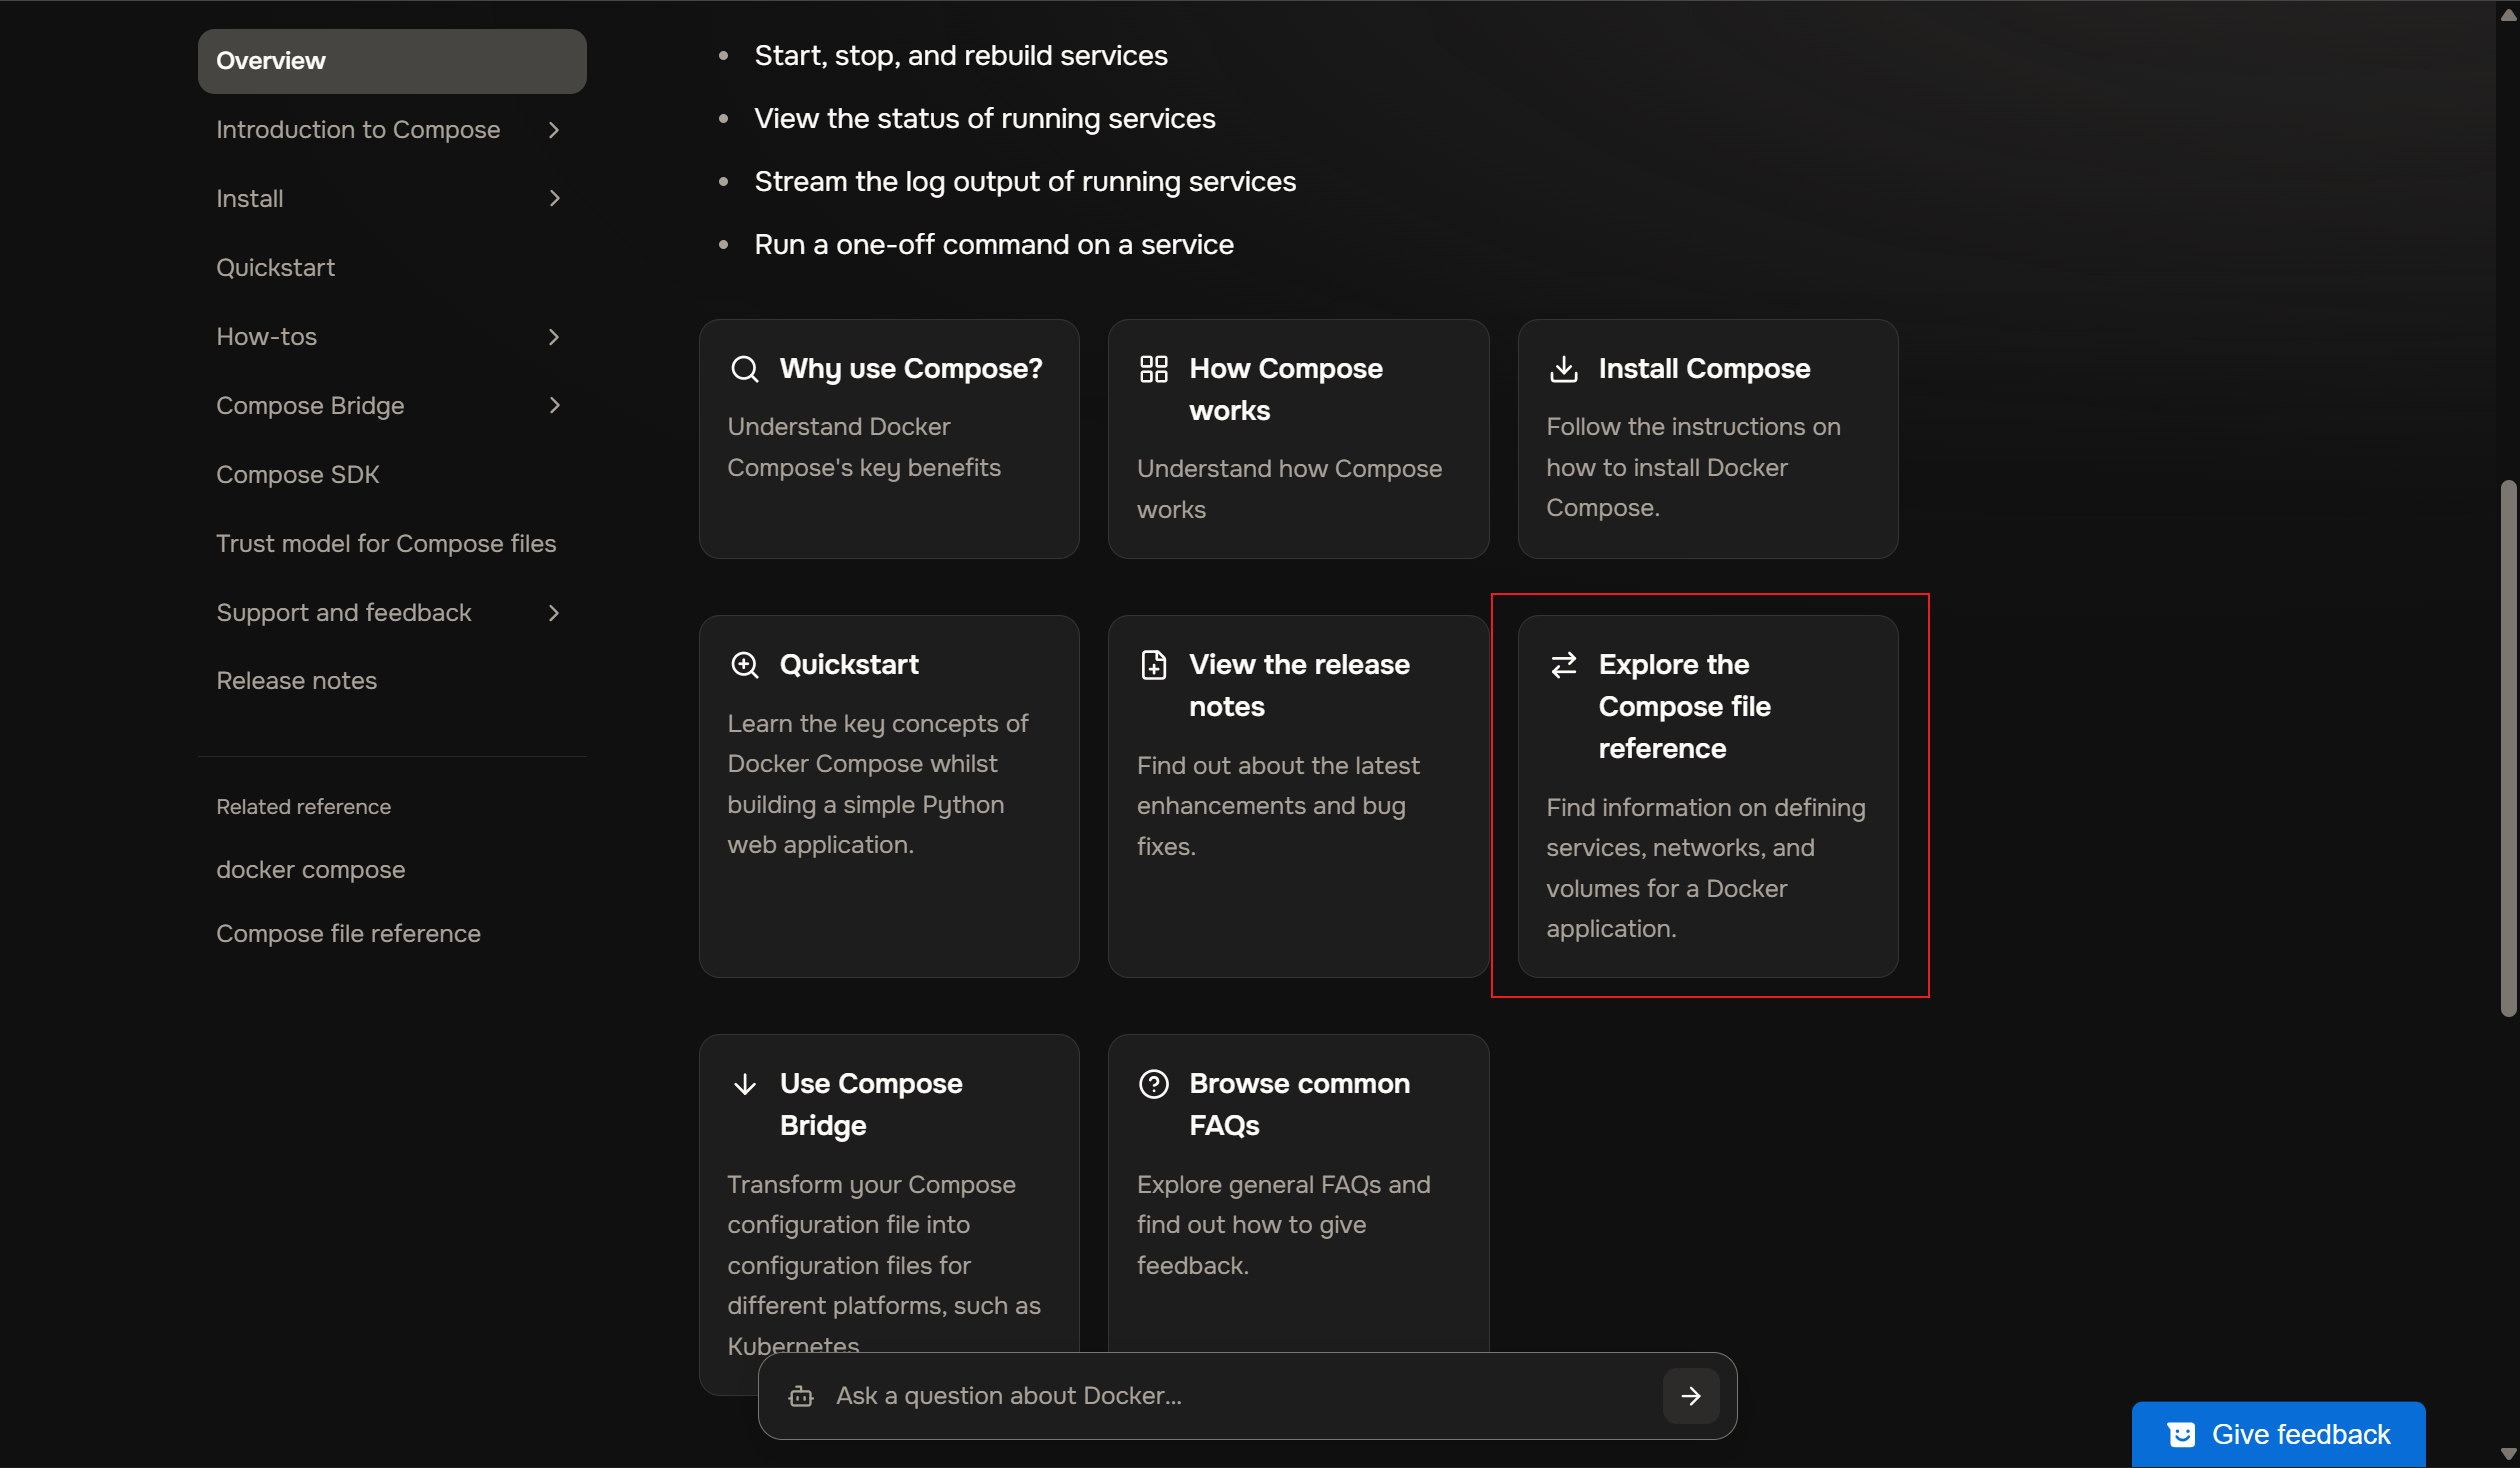 Overview
Introduction to Compose
Install
Quickstart
How-tos
Compose Bridge
Compose SDK
Trust model for Compose files
Support and feedback
Release notes
Related reference
docker compose
Compose file reference
Start, stop, and rebuild services
View the status of running services
Stream the log output of running services
Run a one-off command on a service
Why use Compose?
Understand Docker
Compose's key benefits
How Compose
works
Understand how Compose
works
Install Compose
Follow the instructions on
how to install Docker
Compose.
Quickstart
Learn the key concepts of
Docker Compose whilst
building a simple Python
web application.
View the release
notes
Find out about the latest
enhancements and bug
fixes.
Explore the
Compose file
reference
Find information on defining
services, networks, and
volumes for a Docker
application.
Use Compose
Bridge
Transform your Compose
configuration file into
configuration files for
different platforms, such as
Kubernetes
Browse common
FAQs
Explore general FAQs and
find out how to give
feedback.
Ask a question about Docker...
Give feedback